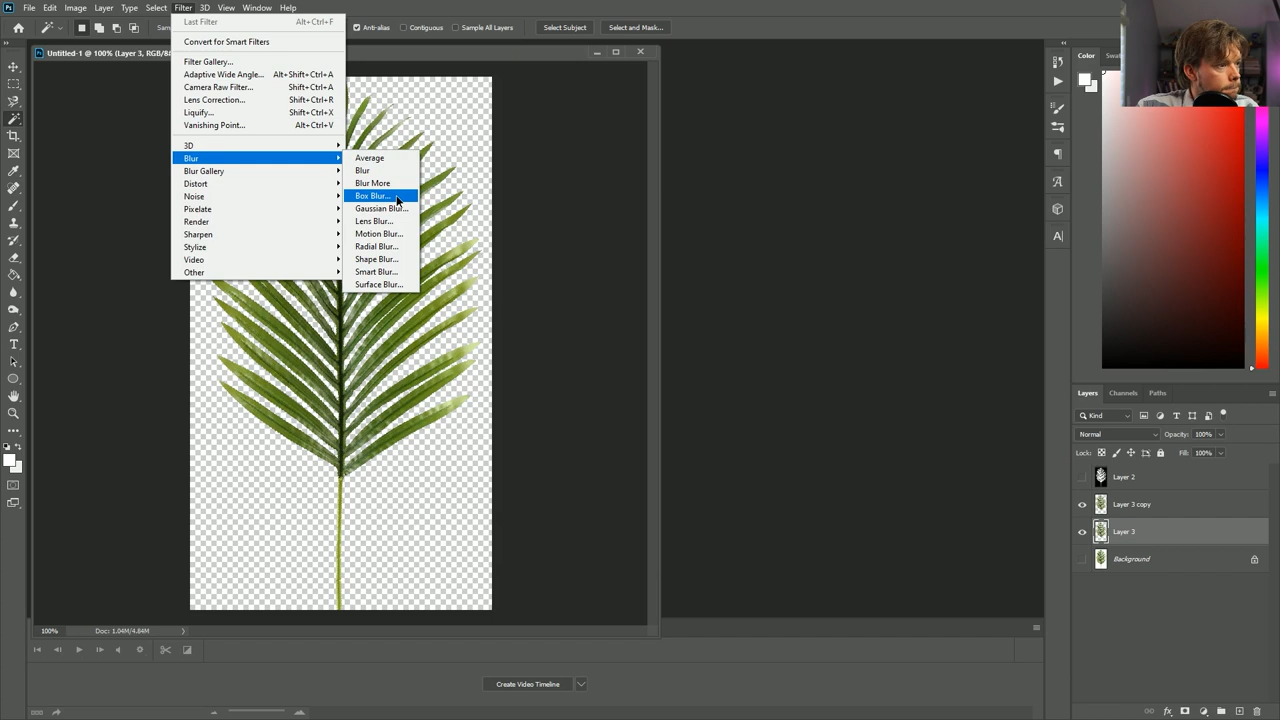 File Edit Image Layer Type Select Filter 3D View Window Help
Last Filter Alt+Ctrl+F
Anti-alias Contiguous Sample All Layers Select Subject Select and Mask...
Convert for Smart Filters
Untitled-1 @ 100% (Layer 3, RGB/8
Color
Filter Gallery...
Adaptive Wide Angle... Alt+Shift+Ctrl+A
Camera Raw Filter... Shift+Ctrl+A
Lens Correction... Shift+Ctrl+R
Liquify... Shift+Ctrl+X
Vanishing Point... Alt+Ctrl+V
3D
Blur
Blur Gallery
Distort
Noise
Pixelate
Render
Sharpen
Stylize
Video
Other
Average
Blur
Blur More
Box Blur...
Gaussian Blur...
Lens Blur...
Motion Blur...
Radial Blur...
Shape Blur...
Smart Blur...
Surface Blur...
Layers Channels Paths
Kind
Normal Opacity: 100%
Lock: Fill: 100%
Layer 2
Layer 3 copy
Layer 3
Background
100% Doc: 1.04M/4.84M
Create Video Timeline